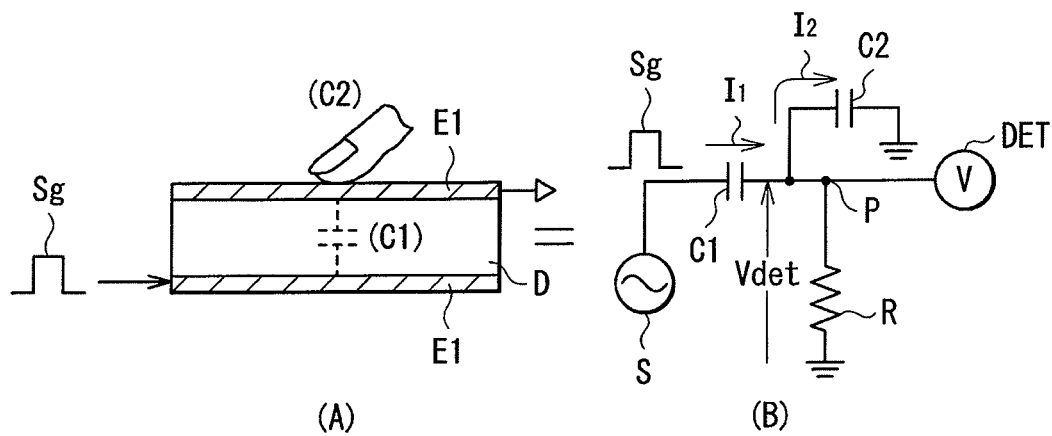 (C2)
E1
Sg
(C1)
D
E1
(A)
=
Sg
I1
I2
C2
DET
V
P
C1
Vdet
R
S
(B)